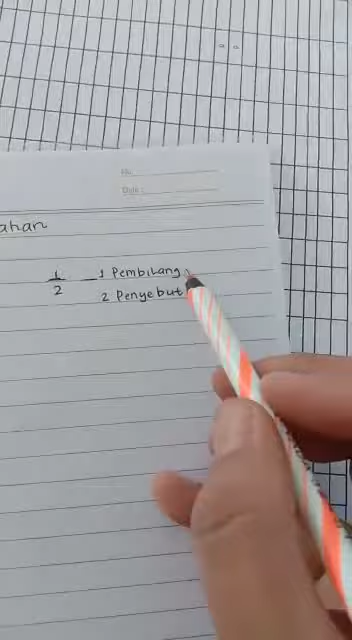 No.
Date :
ahan
1 1 Pembilang
2 2 Penyebut